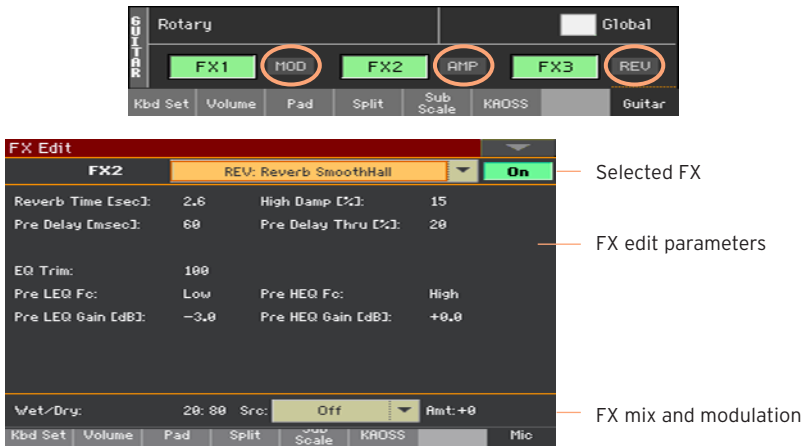 GUITAR
Rotary Global
FX1 MOD FX2 AMP FX3 REV
Kbd Set Volume Pad Split Sub Scale KAOSS Guitar
FX Edit
FX2 REV: Reverb SmoothHall On
Selected FX
Reverb Time [sec]: 2.6 High Damp [%]: 15
Pre Delay [msec]: 60 Pre Delay Thru [%]: 20
FX edit parameters
EQ Trim: 100
Pre LEQ Fc: Low Pre HEQ Fc: High
Pre LEQ Gain [dB]: -3.0 Pre HEQ Gain [dB]: +0.0
Wet/Dry: 20:80 Src: Off Amt:+0
FX mix and modulation
Kbd Set Volume Pad Split Sub Scale KAOSS Mic